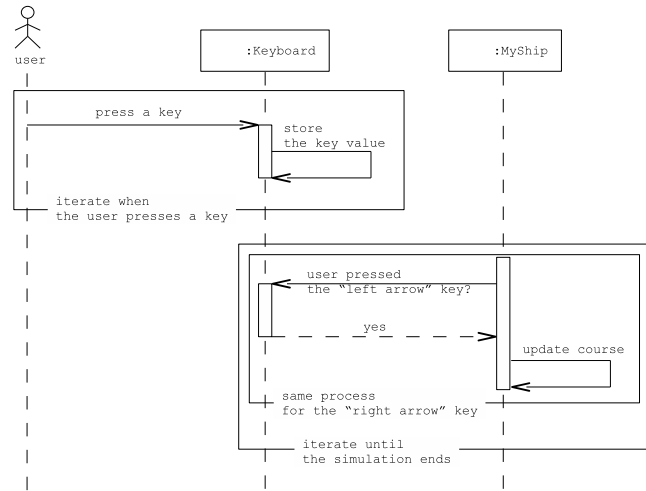 user
:Keyboard
:MyShip
press a key
store
the key value
iterate when
the user presses a key
user pressed
the “left arrow” key?
yes
update course
same process
for the “right arrow” key
iterate until
the simulation ends